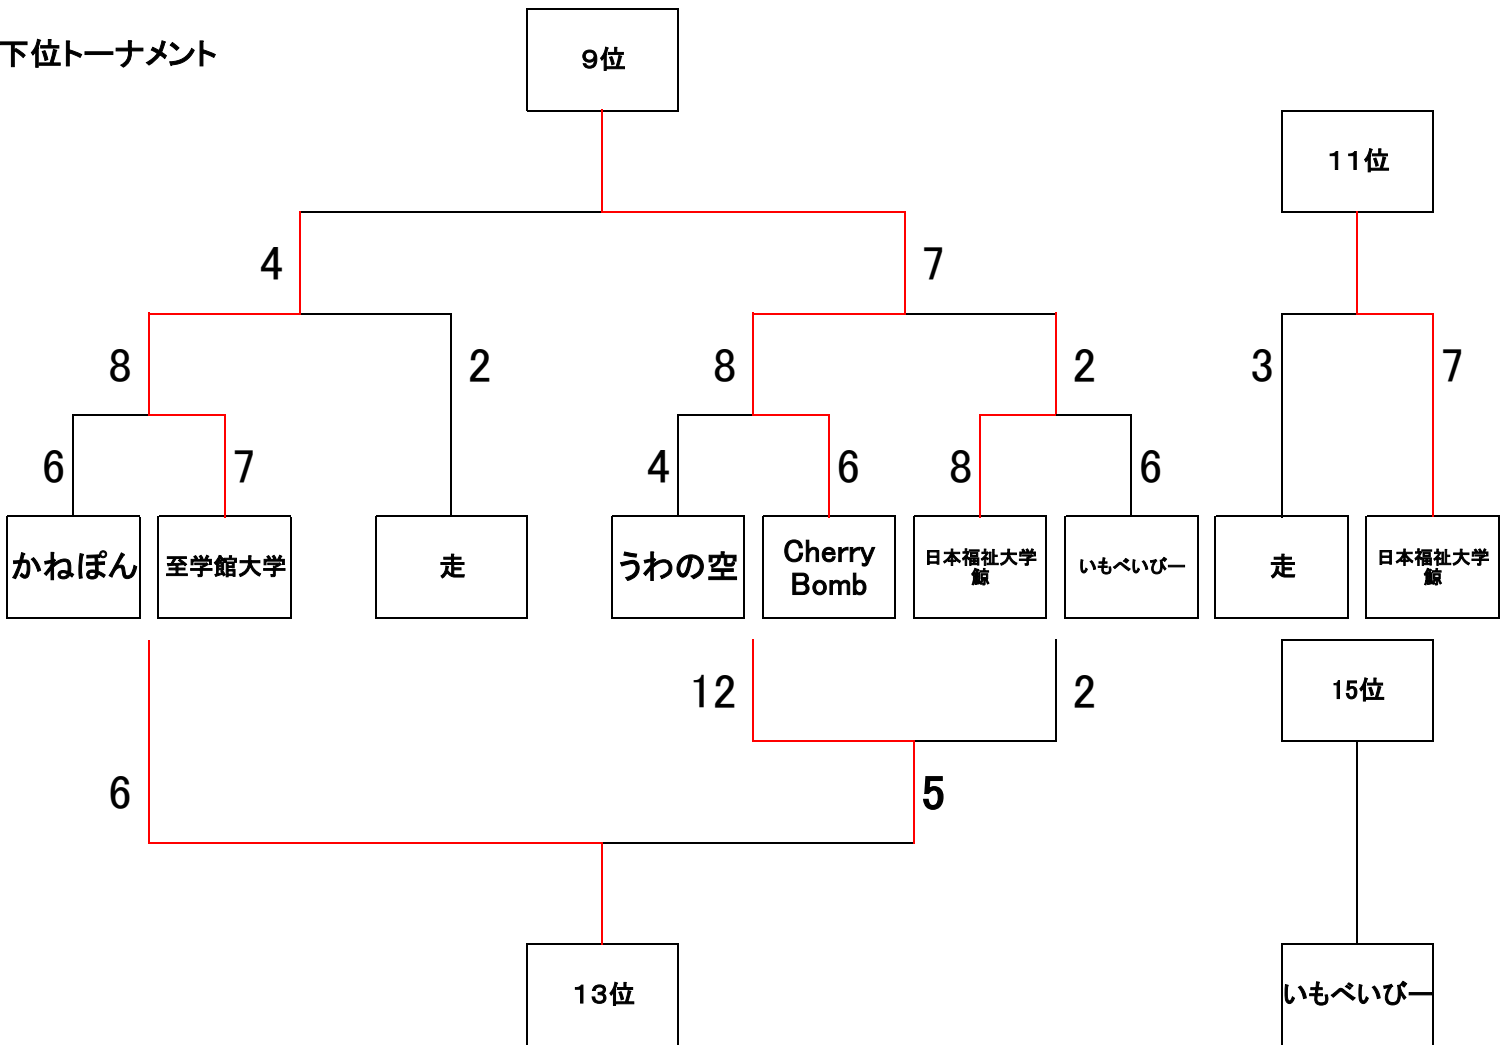 下位トーナメント
９位
１１位
4
7
8
2
8
2
3
7
6
7
4
6
8
6
かねぽん
至学館大学
走
うわの空
Cherry
Bomb
日本福祉大学
鯨
いもべいびー
走
日本福祉大学
鯨
12
2
15位
6
5
１３位
いもべいびー